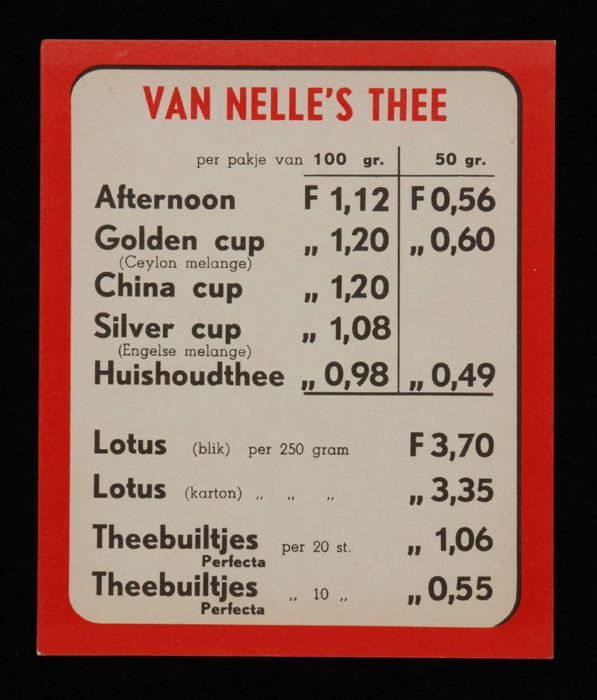 VAN NELLE'S THEE
per pakje van 100 gr. 50 gr.
Afternoon F 1,12 F 0,56
Golden cup „ 1,20 „ 0,60
(Ceylon melange)
China cup „ 1,20
Silver cup „ 1,08
(Engelse melange)
Huishoudthee „ 0,98 „ 0,49
Lotus (blik) per 250 gram F 3,70
Lotus (karton) „ „ „ „ 3,35
Theebuiltjes per 20 st. „ 1,06
Perfecta
Theebuiltjes „ 10 „ „ 0,55
Perfecta